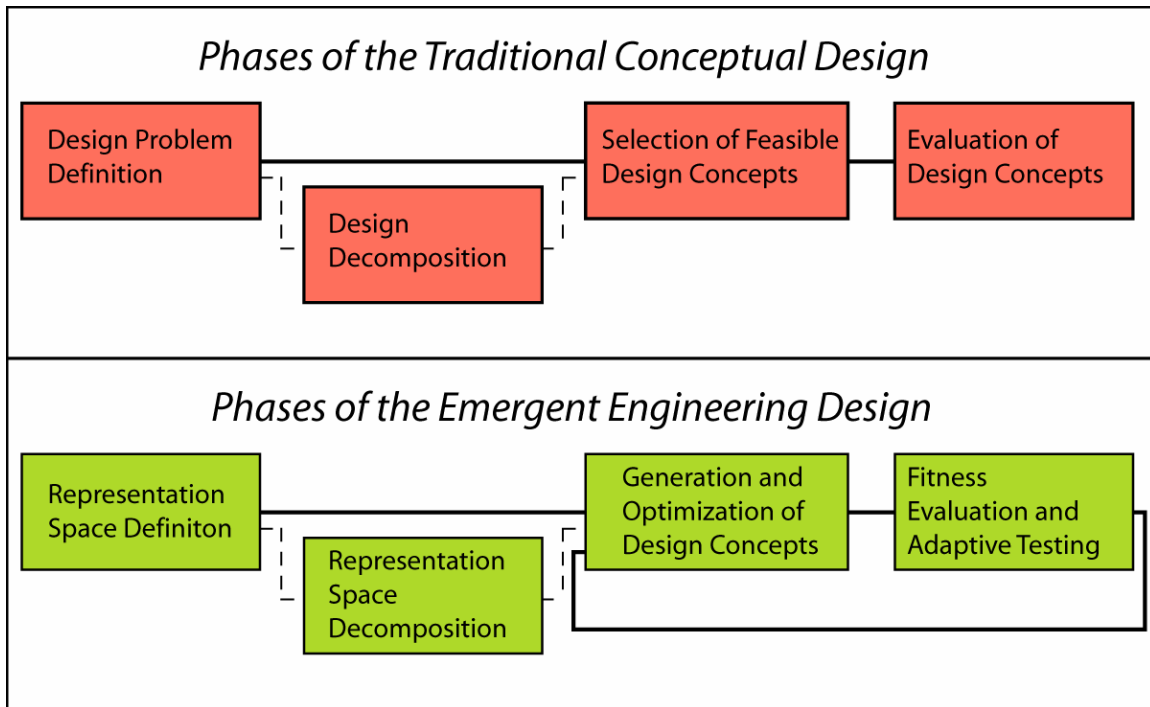 Phases of the Traditional Conceptual Design
Design Problem
Definition
Design
Decomposition
Selection of Feasible
Design Concepts
Evaluation of
Design Concepts
Phases of the Emergent Engineering Design
Representation
Space Definiton
Representation
Space
Decomposition
Generation and
Optimization of
Design Concepts
Fitness
Evaluation and
Adaptive Testing